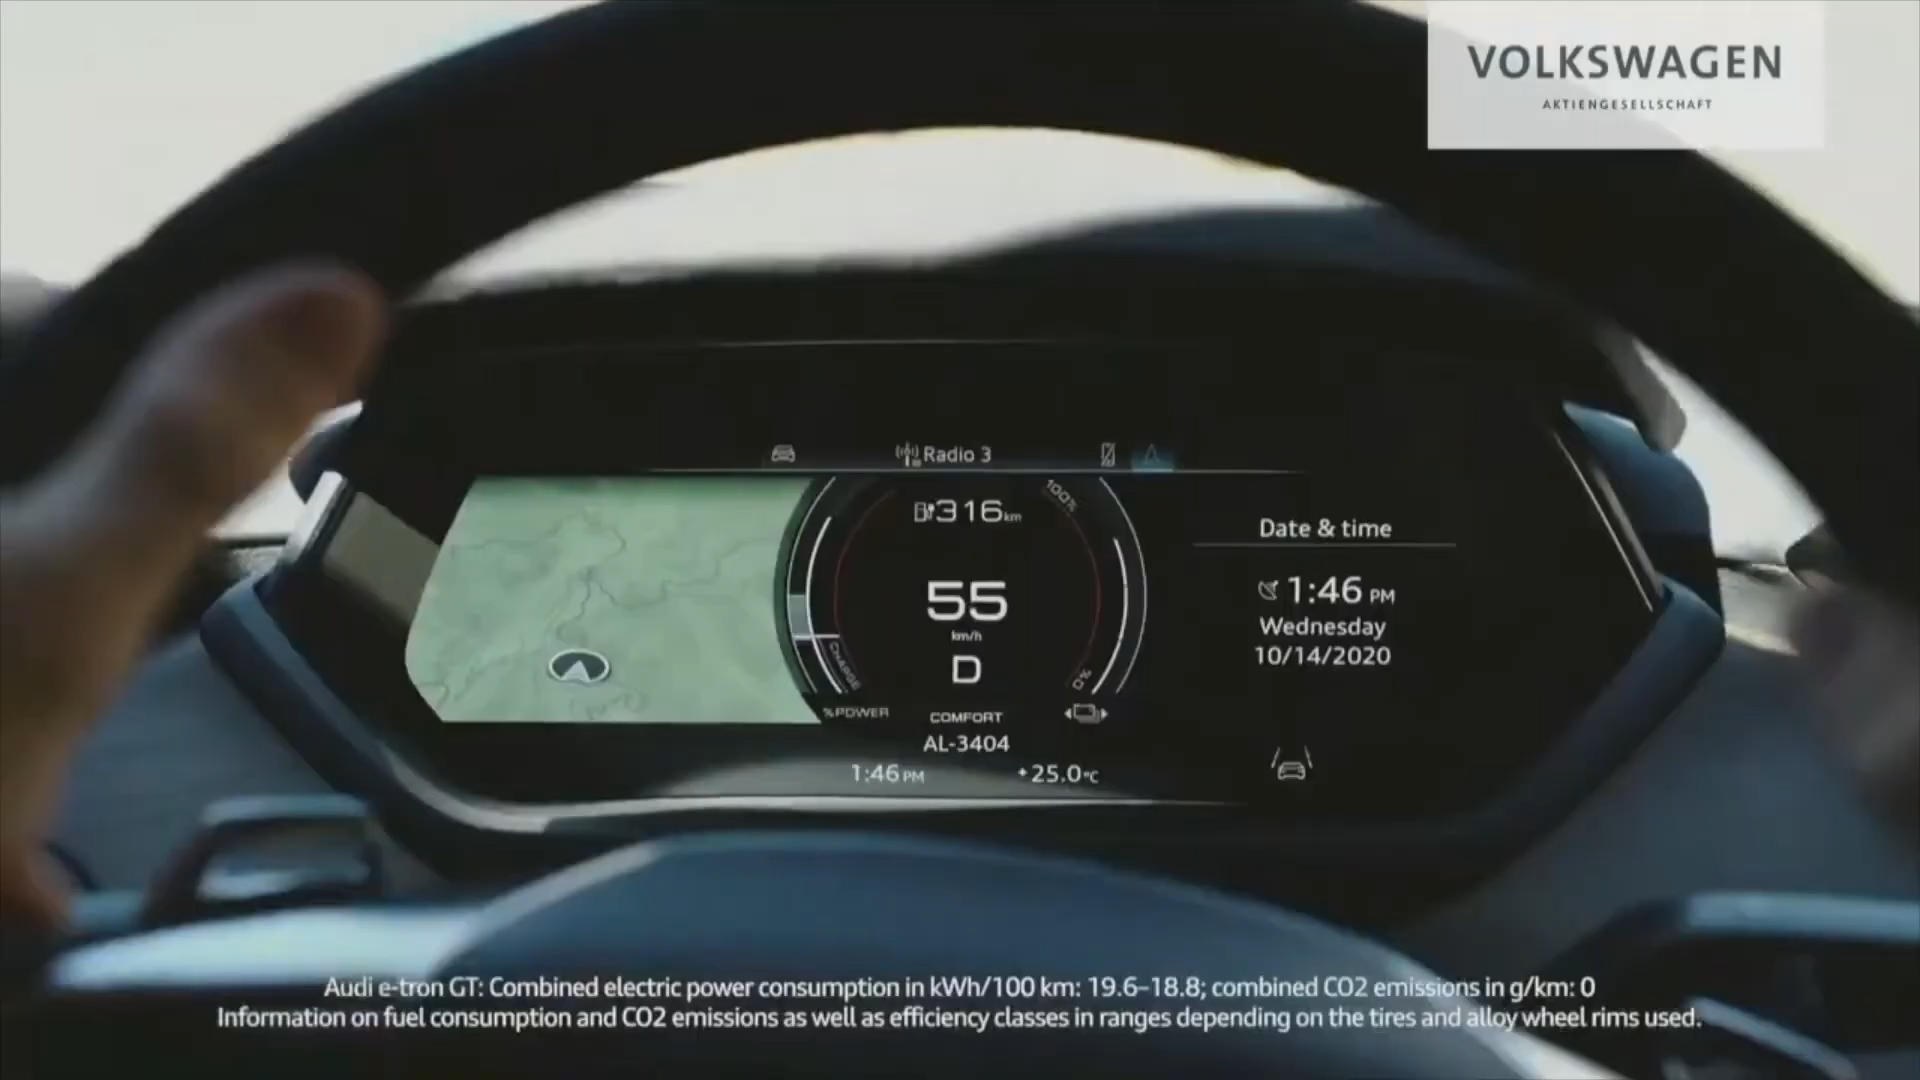 VOLKSWAGEN
AKTIENGESELLSCHAFT
Radio 3
316 km
100%
55
km/h
D
CHARGE
0%
%POWER
COMFORT
AL-3404
1:46 PM
+25.0°C
Date & time
1:46 PM
Wednesday
10/14/2020
Audi e-tron GT: Combined electric power consumption in kWh/100 km: 19.6–18.8; combined CO2 emissions in g/km: 0
Information on fuel consumption and CO2 emissions as well as efficiency classes in ranges depending on the tires and alloy wheel rims used.